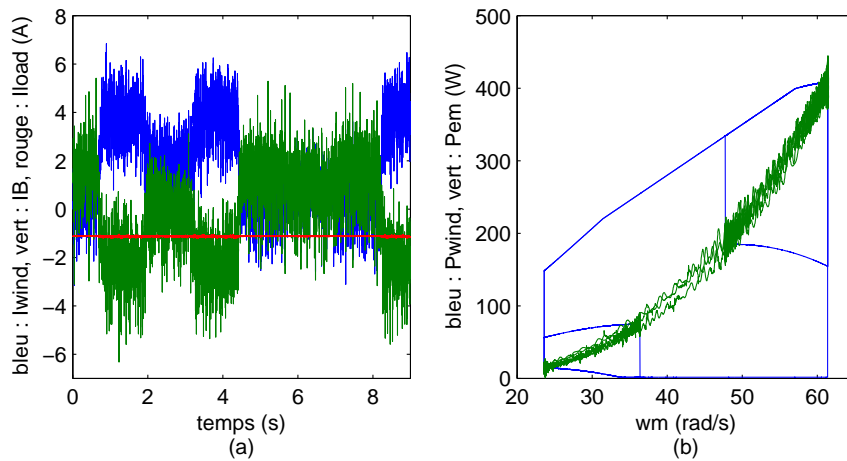 bleu : Iwind, vert : IB, rouge : Iload (A)
8
6
4
2
0
−2
−4
−6
0 2 4 6 8
temps (s)
(a)
bleu : Pwind, vert : Pem (W)
500
400
300
200
100
0
20 30 40 50 60
wm (rad/s)
(b)